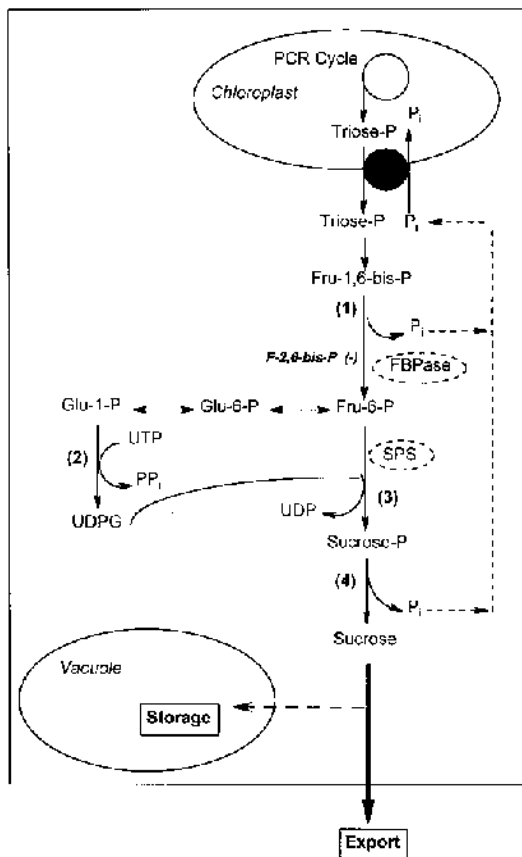 PCR Cycle
Chloroplast
Pi
Triose-P
Triose-P
Pi
Fru-1,6-bis-P
(1)
Pi
F-2,6-bis-P (-)
FBPase
Glu-1-P
Glu-6-P
Fru-6-P
(2)
UTP
SPS
PPi
UDPG
UDP
(3)
Sucrose-P
(4)
Pi
Sucrose
Vacuole
Storage
Export